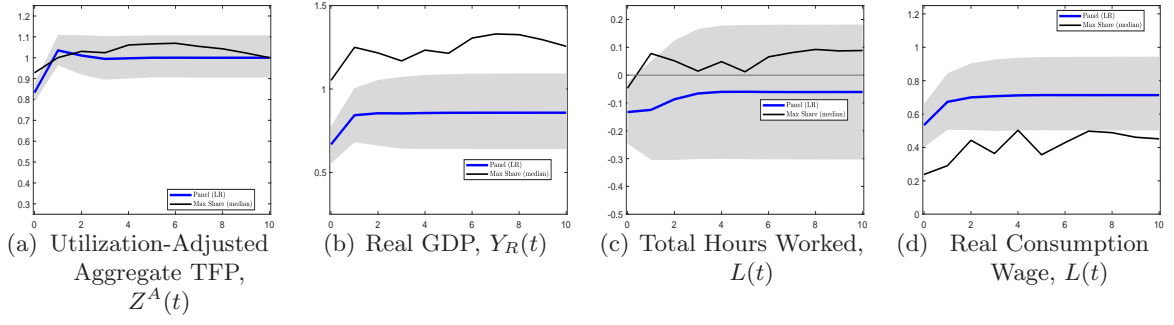 1.2
1.1
1
0.9
0.8
0.7
0.6
0.5
0.4
0.3
Panel (LR)
Max Share (median)
0 2 4 6 8 10
(a) Utilization-Adjusted
Aggregate TFP,
Z^A(t)
1.5
1
0.5
Panel (LR)
Max Share (median)
0 2 4 6 8 10
(b) Real GDP, Y_R(t)
0.2
0.1
0
-0.1
-0.2
-0.3
-0.4
-0.5
Panel (LR)
Max Share (median)
0 2 4 6 8 10
(c) Total Hours Worked,
L(t)
1.2
1
0.8
0.6
0.4
0.2
0
Panel (LR)
Max Share (median)
0 2 4 6 8 10
(d) Real Consumption
Wage, L(t)